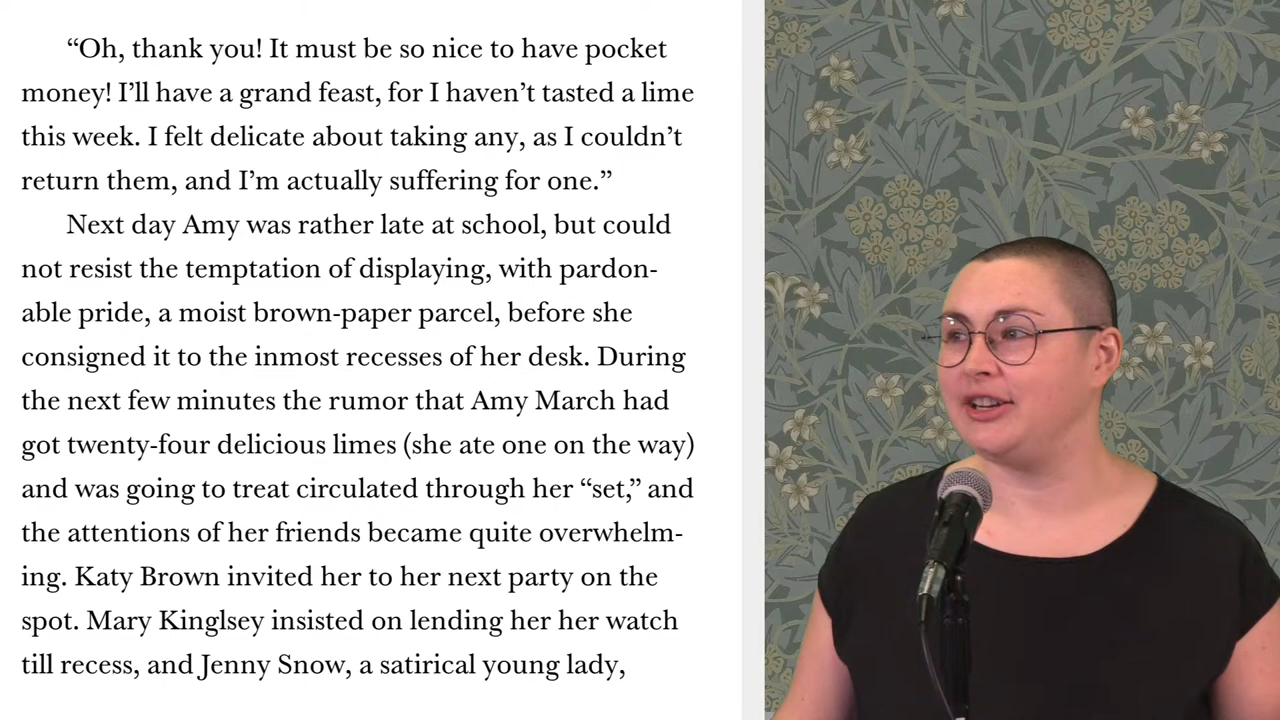 “Oh, thank you! It must be so nice to have pocket
money! I’ll have a grand feast, for I haven’t tasted a lime
this week. I felt delicate about taking any, as I couldn’t
return them, and I’m actually suffering for one.”
Next day Amy was rather late at school, but could
not resist the temptation of displaying, with pardon-
able pride, a moist brown-paper parcel, before she
consigned it to the inmost recesses of her desk. During
the next few minutes the rumor that Amy March had
got twenty-four delicious limes (she ate one on the way)
and was going to treat circulated through her “set,” and
the attentions of her friends became quite overwhelm-
ing. Katy Brown invited her to her next party on the
spot. Mary Kinglsey insisted on lending her her watch
till recess, and Jenny Snow, a satirical young lady,